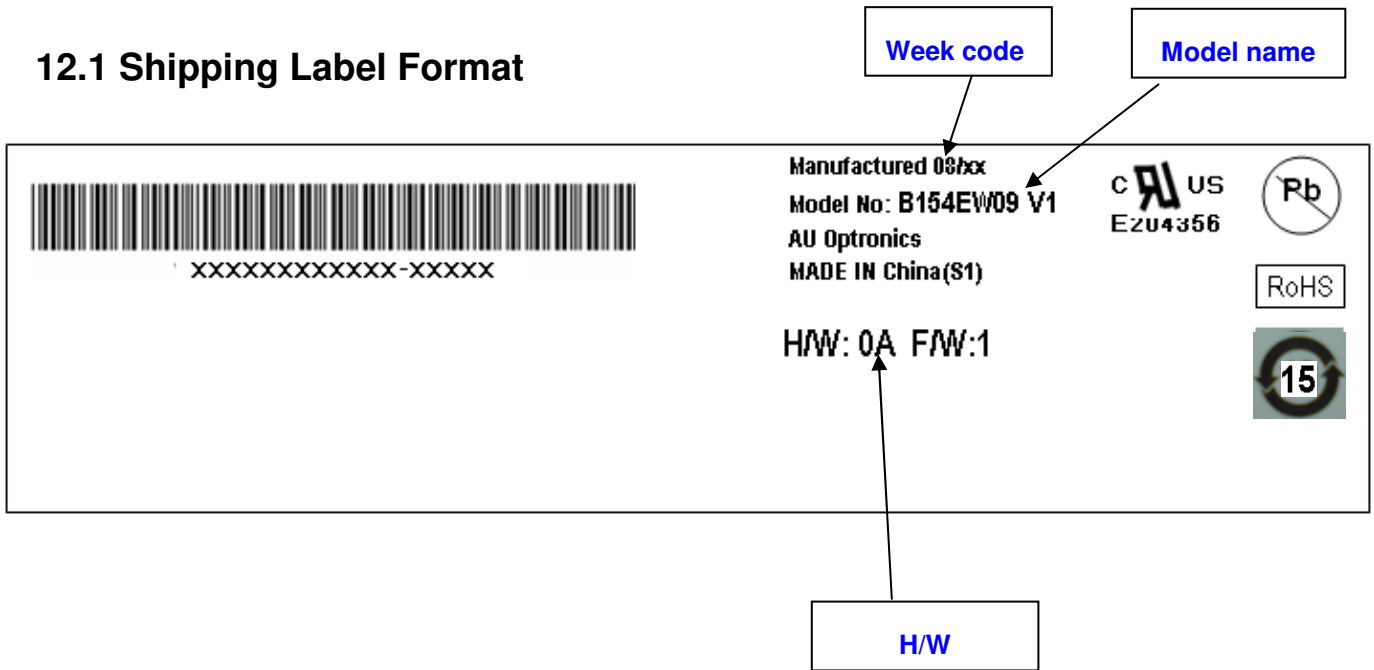 Week code
Model name
12.1 Shipping Label Format
Manufactured 08/xx
Model No: B154EW09 V1
AU Optronics
MADE IN China(S1)
c RU US
E204356
Pb
XXXXXXXXXXXX-XXXXX
RoHS
H/W: 0A F/W:1
15
H/W